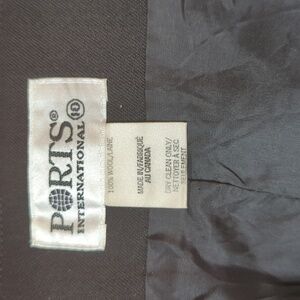 PORTS®
INTERNATIONAL
10
100% WOOL/LAINE
MADE IN/FABRIQUÉ
AU CANADA
DRY CLEAN ONLY/
NETTOYER À SEC
SEULEMENT